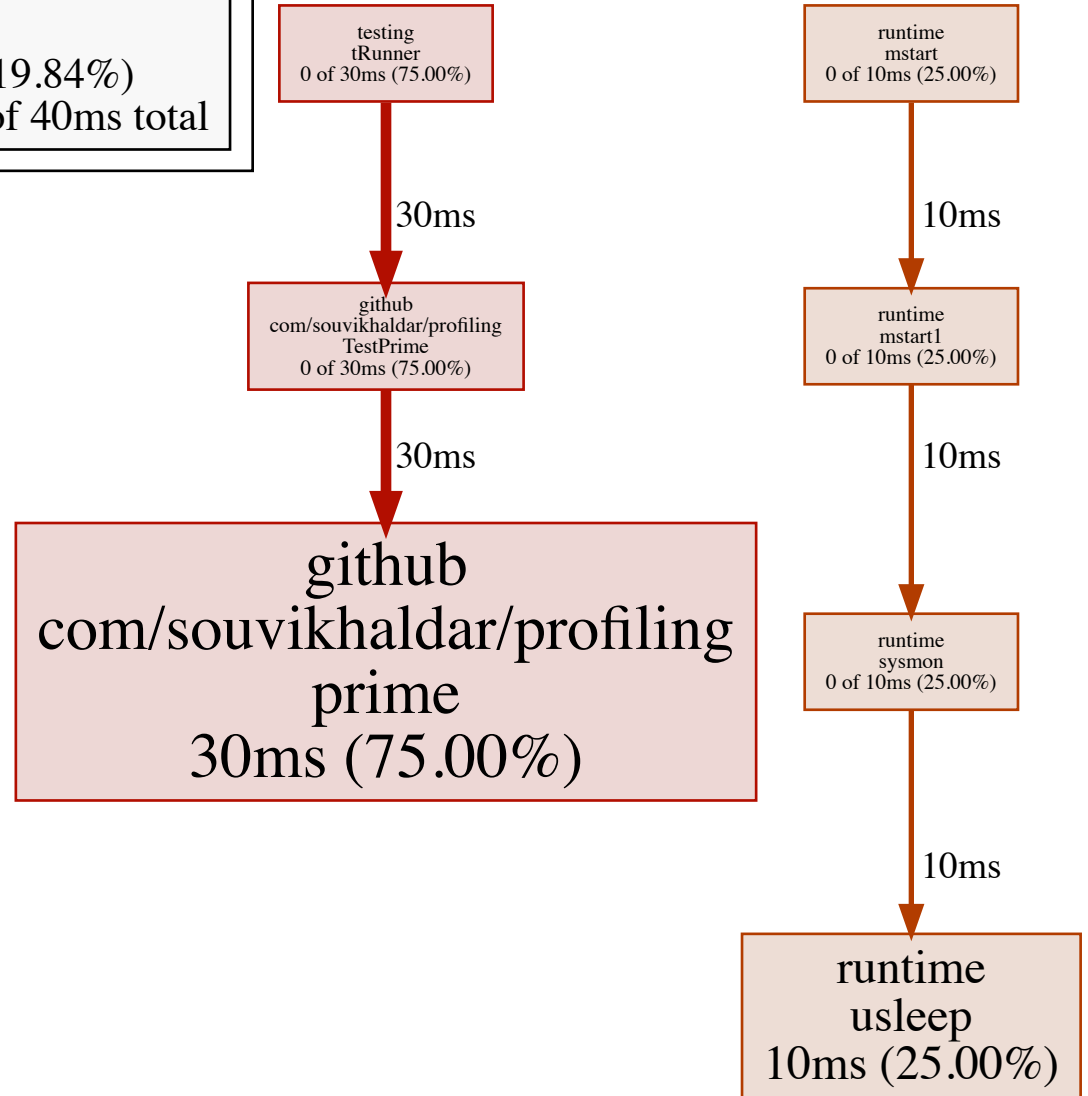 19.84%)
of 40ms total
testing
tRunner
0 of 30ms (75.00%)
runtime
mstart
0 of 10ms (25.00%)
30ms
10ms
github
com/souvikhaldar/profiling
TestPrime
0 of 30ms (75.00%)
runtime
mstart1
0 of 10ms (25.00%)
30ms
10ms
github
com/souvikhaldar/profiling
prime
30ms (75.00%)
runtime
sysmon
0 of 10ms (25.00%)
10ms
runtime
usleep
10ms (25.00%)